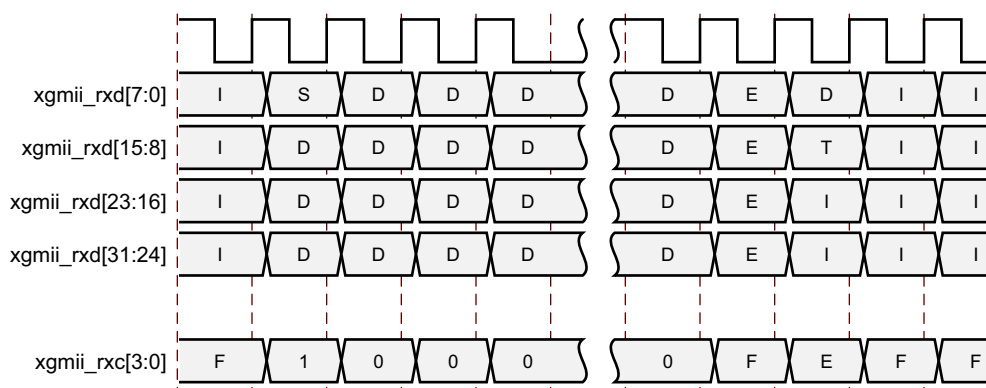 xgmii_rxd[7:0] I S D D D D E D I I
xgmii_rxd[15:8] I D D D D D E T I I
xgmii_rxd[23:16] I D D D D D E I I I
xgmii_rxd[31:24] I D D D D D E I I I
xgmii_rxc[3:0] F 1 0 0 0 0 F E F F